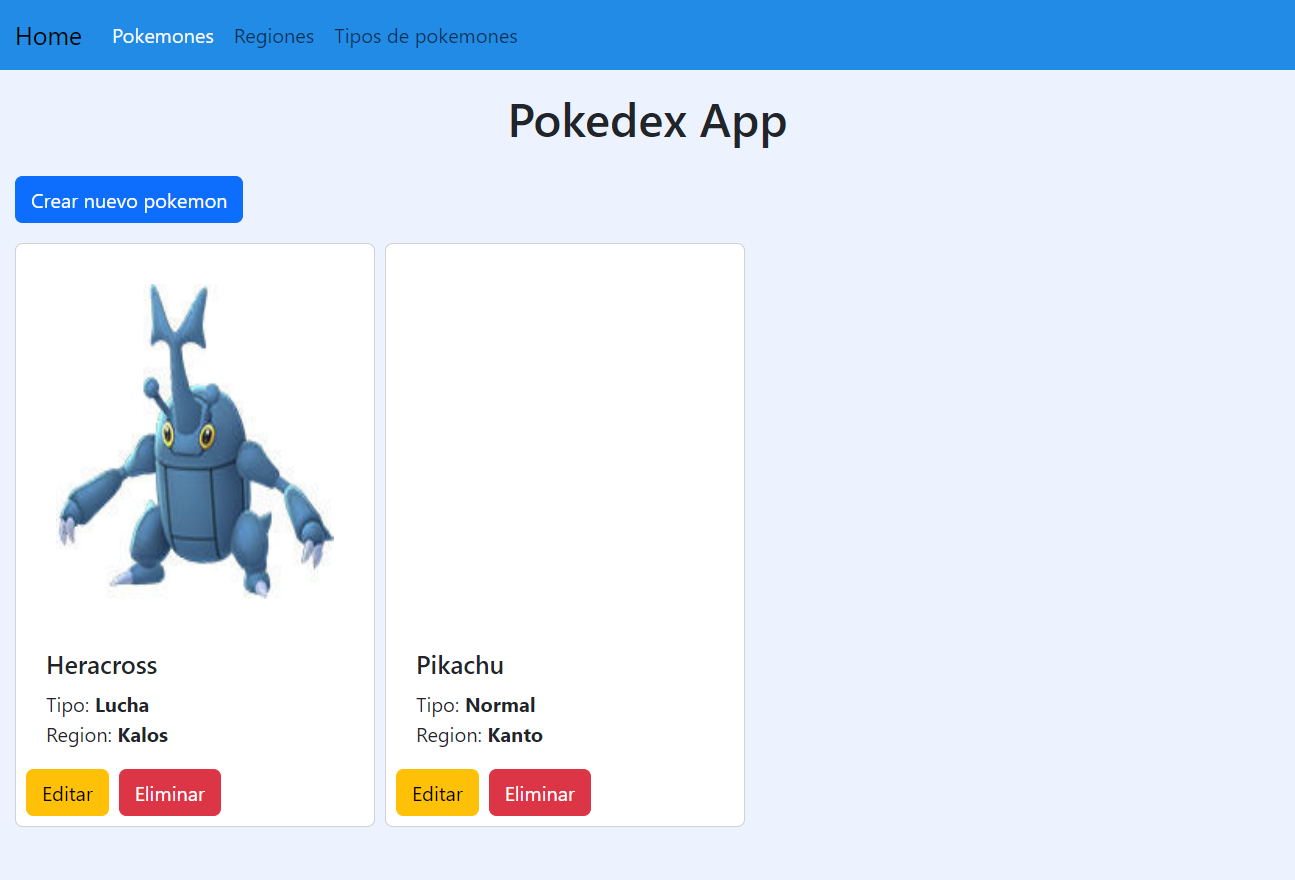 Home Pokemones Regiones Tipos de pokemones
Pokedex App
Crear nuevo pokemon
Heracross
Tipo: Lucha
Region: Kalos
Editar Eliminar
Pikachu
Tipo: Normal
Region: Kanto
Editar Eliminar